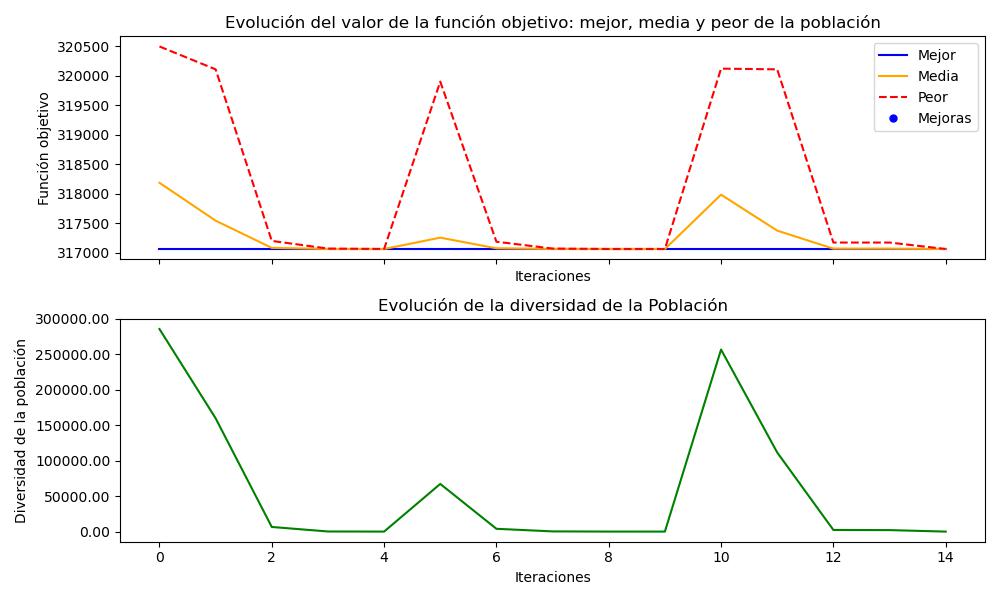 Evolución del valor de la función objetivo: mejor, media y peor de la población
Función objetivo
320500
320000
319500
319000
318500
318000
317500
317000
Mejor
Media
Peor
Mejoras
Iteraciones
Evolución de la diversidad de la Población
Diversidad de la población
300000.00
250000.00
200000.00
150000.00
100000.00
50000.00
0.00
0 2 4 6 8 10 12 14
Iteraciones